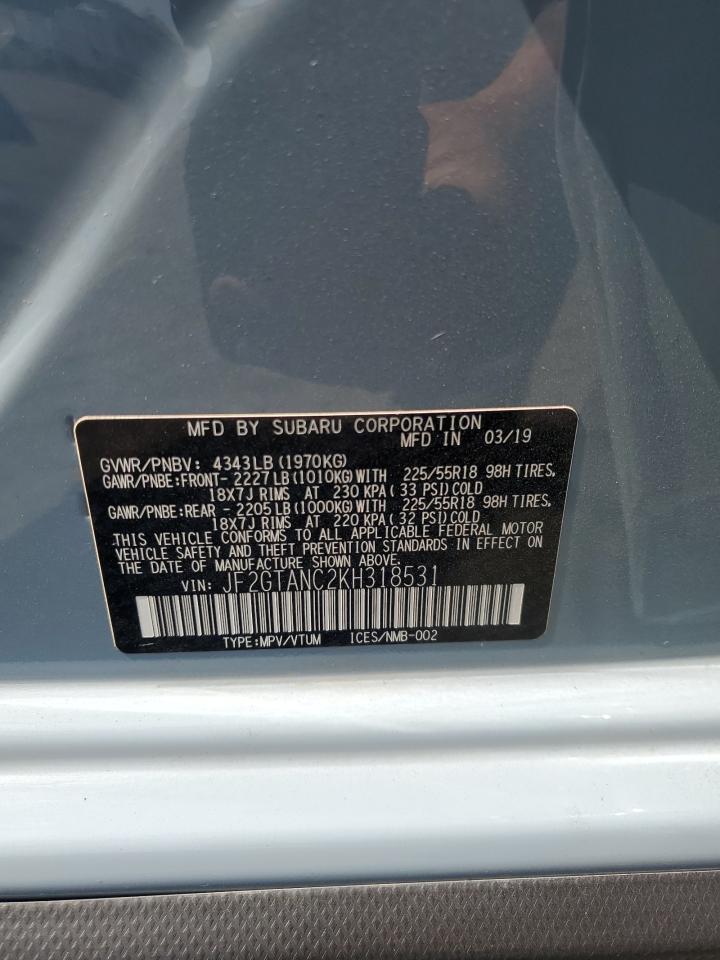 MFD BY SUBARU CORPORATION
MFD IN 03/19
GVWR/PNBV: 4343LB (1970KG)
GAWR/PNBE:FRONT- 2227LB (1010KG)WITH 225/55R18 98H TIRES,
18X7J RIMS AT 230 KPA ( 33 PSI) COLD
GAWR/PNBE:REAR - 2205LB (1000KG)WITH 225/55R18 98H TIRES,
18X7J RIMS AT 220 KPA ( 32 PSI) COLD
THIS VEHICLE CONFORMS TO ALL APPLICABLE FEDERAL MOTOR
VEHICLE SAFETY AND THEFT PREVENTION STANDARDS IN EFFECT ON
THE DATE OF MANUFACTURE SHOWN ABOVE.
VIN: JF2GTANC2KH318531
TYPE:MPV/VTUM ICES/NMB-002